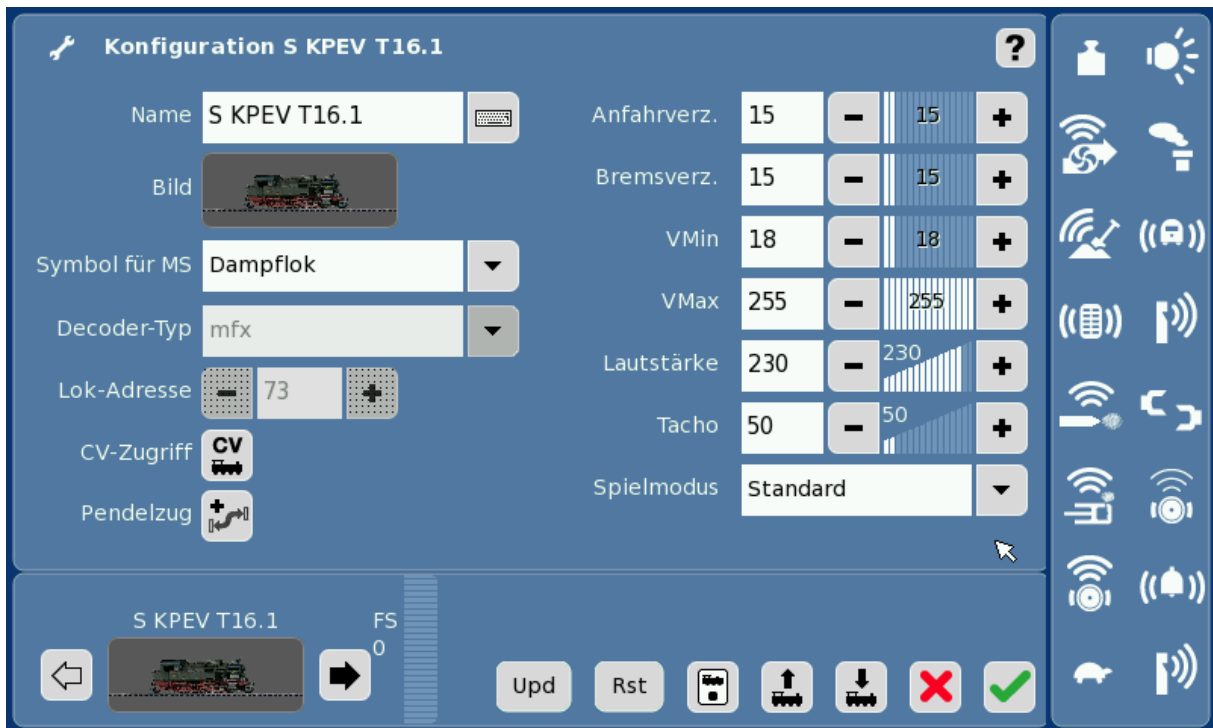 Konfiguration S KPEV T16.1
?
Name S KPEV T16.1
Bild
Symbol für MS Dampflok
Decoder-Typ mfx
Lok-Adresse - 73 +
CV-Zugriff CV
Pendelzug
Anfahrverz. 15 - 15 +
Bremsverz. 15 - 15 +
VMin 18 - 18 +
VMax 255 - 255 +
Lautstärke 230 - 230 +
Tacho 50 - 50 +
Spielmodus Standard
S KPEV T16.1
FS
0
Upd
Rst